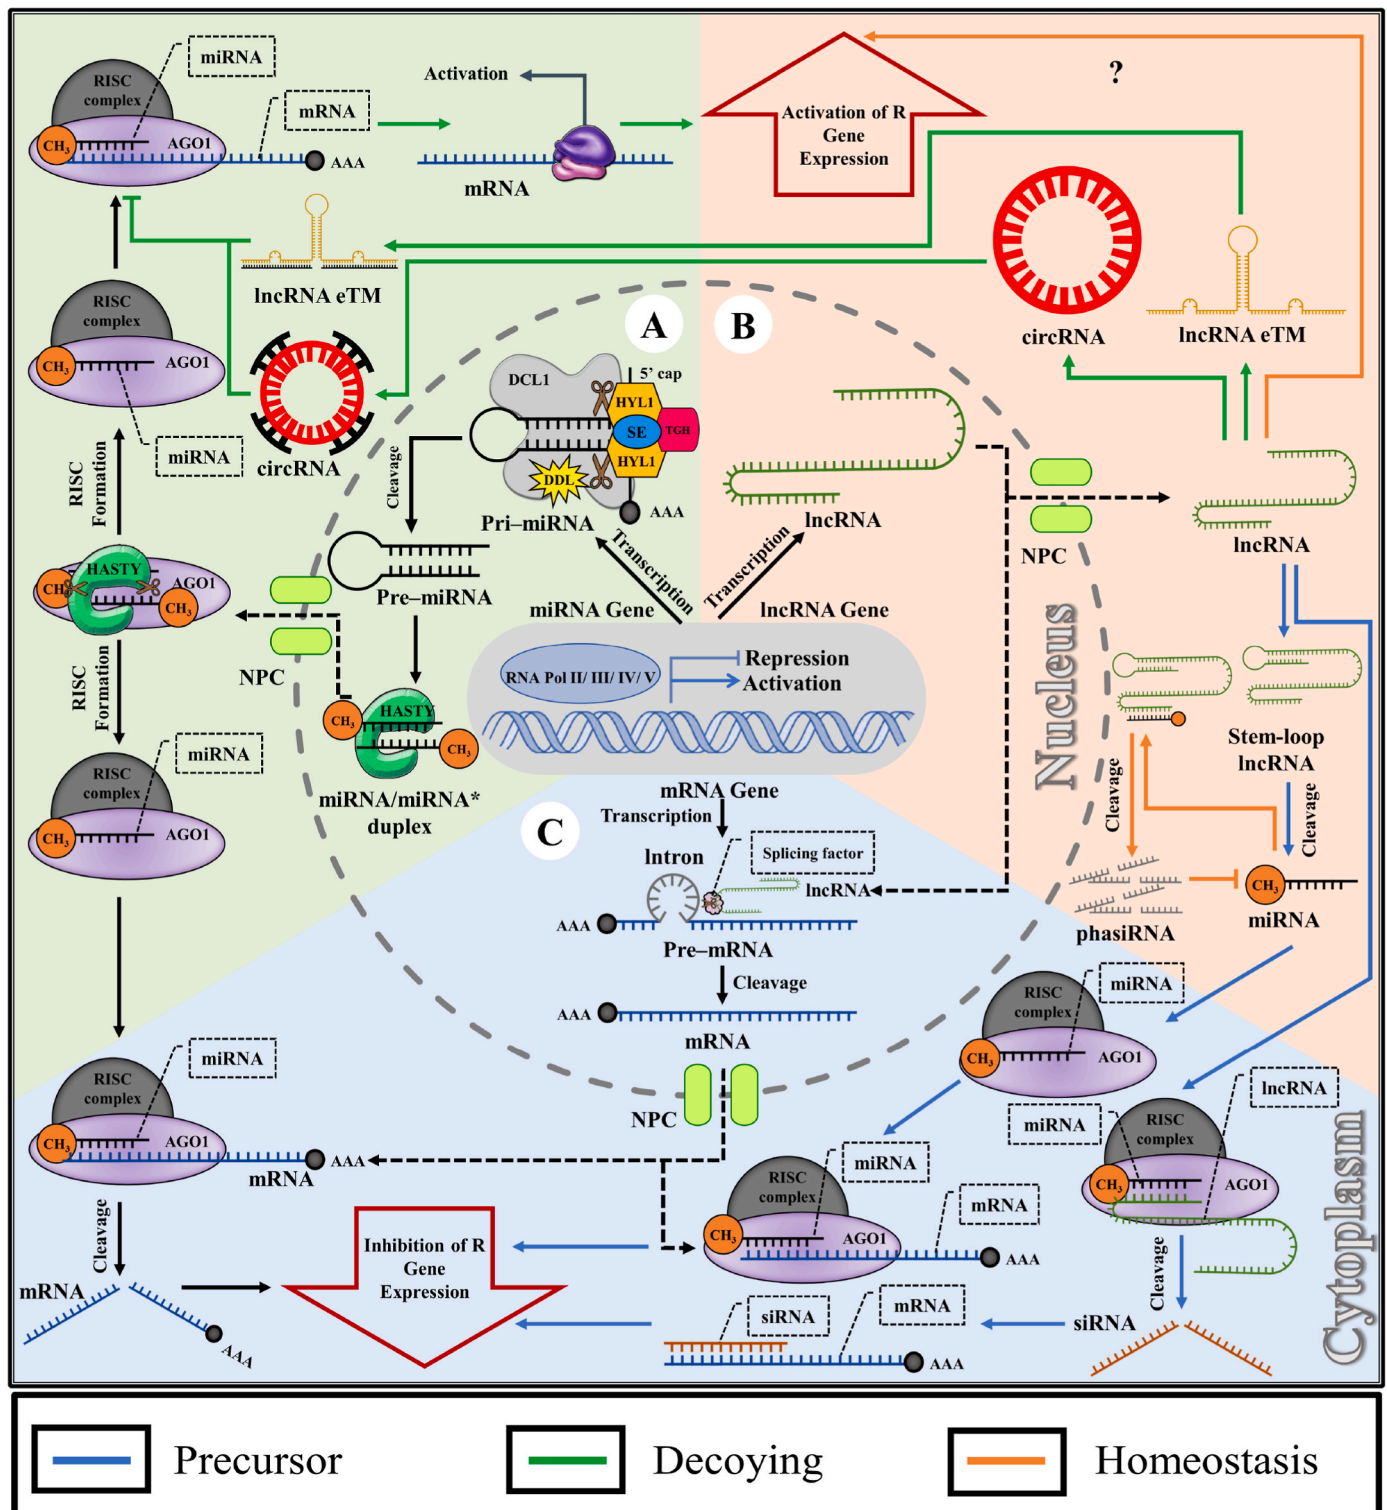 miRNA
RISC
complex
mRNA
CH3
AGO1
AAA
Activation
mRNA
Activation of R
Gene
Expression
?
lncRNA eTM
circRNA
lncRNA eTM
RISC
complex
CH3
AGO1
miRNA
circRNA
A
B
DCL1
5' cap
HYL1
SE
TGH
HYL1
DDL
AAA
Pri–miRNA
Cleavage
Pre–miRNA
lncRNA
Transcription
Transcription
miRNA Gene
lncRNA Gene
NPC
lncRNA
RISC
Formation
HASTY
AGO1
CH3
CH3
RISC
Formation
NPC
HASTY
CH3
CH3
miRNA/miRNA*
duplex
RNA Pol II/ III/ IV/ V
Repression
Activation
Nucleus
Stem-loop
lncRNA
Cleavage
Cleavage
phasiRNA
CH3
miRNA
miRNA
RISC
complex
CH3
AGO1
mRNA Gene
Transcription
C
Intron
Splicing factor
lncRNA
AAA
Pre–mRNA
Cleavage
AAA
mRNA
NPC
miRNA
RISC
complex
CH3
AGO1
miRNA
RISC
complex
CH3
AGO1
mRNA
AAA
Cleavage
mRNA
AAA
Inhibition of R
Gene
Expression
miRNA
RISC
complex
mRNA
CH3
AGO1
AAA
lncRNA
miRNA
RISC
complex
CH3
AGO1
Cleavage
siRNA
siRNA
mRNA
AAA
Cytoplasm
Precursor
Decoying
Homeostasis